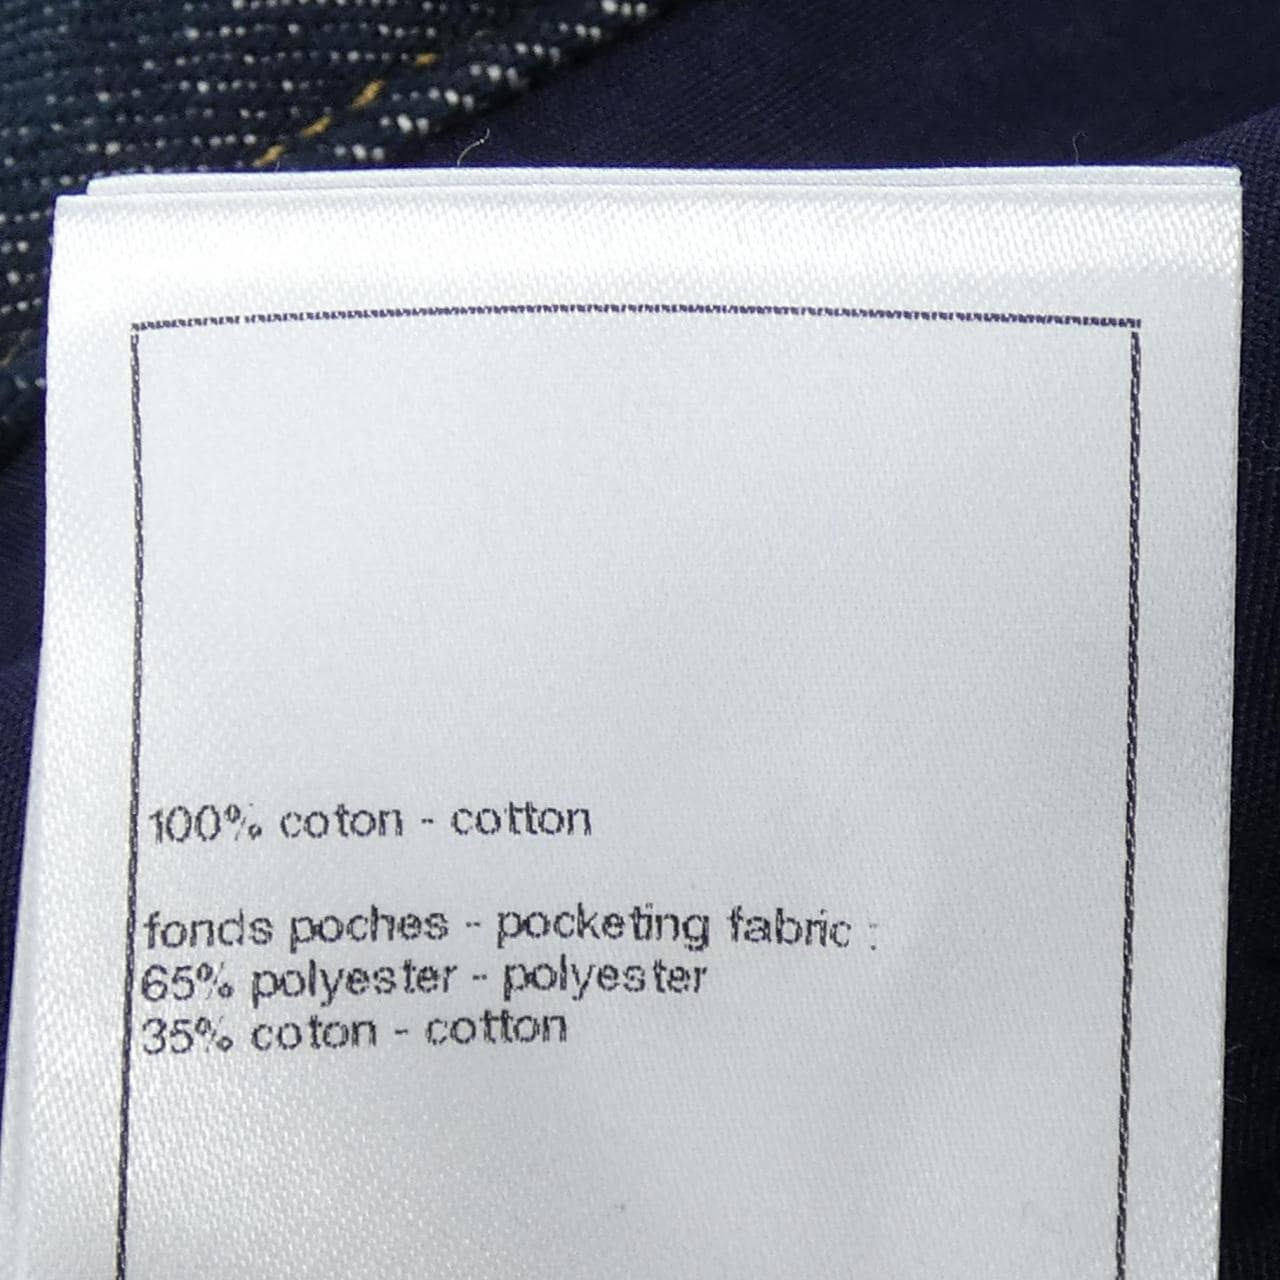 100% coton - cotton
fonds poches - pocketing fabric :
65% polyester - polyester
35% coton - cotton